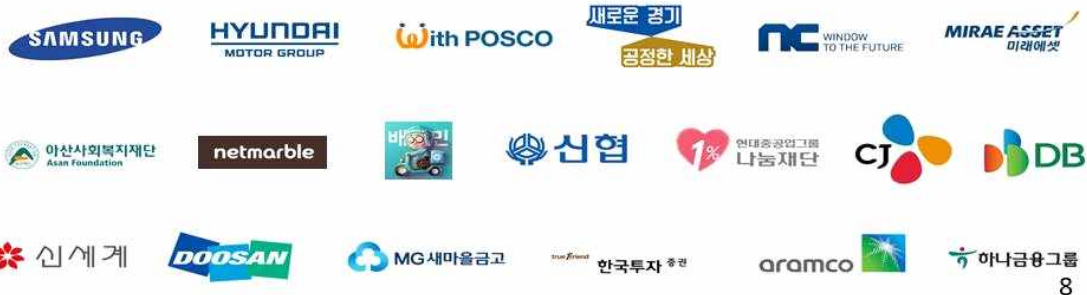 SAMSUNG
HYUNDAI
MOTOR GROUP
With POSCO
새로운 경기
공정한 세상
nc WINDOW
TO THE FUTURE
MIRAE ASSET
미래에셋
아산사회복지재단
Asan Foundation
netmarble
신협
1%
현대중공업그룹
나눔재단
CJ
DB
신세계
DOOSAN
MG새마을금고
true friend 한국투자 증권
aramco
하나금융그룹
8